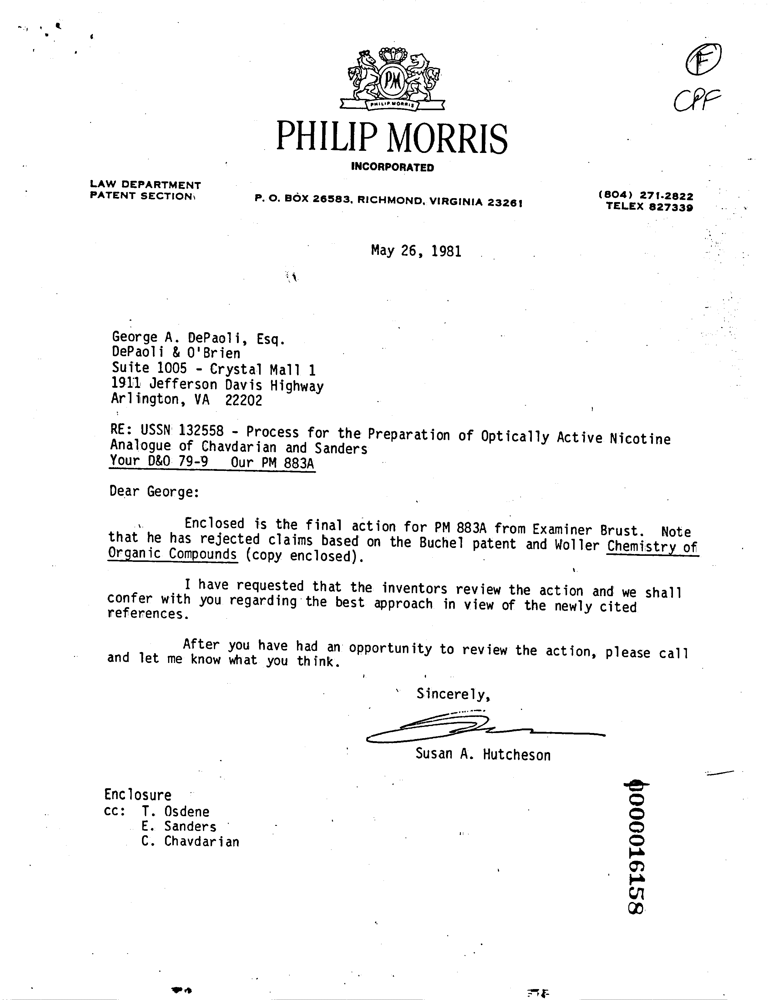 F
CPF
PM
PHILIP MORRIS
PHILIP MORRIS
INCORPORATED
LAW DEPARTMENT
PATENT SECTION
P. O. BOX 26583, RICHMOND, VIRGINIA 23261
(804) 271-2822
TELEX 827339
May 26, 1981
George A. DePaoli, Esq.
DePaoli & O'Brien
Suite 1005 - Crystal Mall 1
1911 Jefferson Davis Highway
Arlington, VA 22202
RE: USSN 132558 - Process for the Preparation of Optically Active Nicotine
Analogue of Chavdarian and Sanders
Your D&O 79-9 Our PM 883A
Dear George:
Enclosed is the final action for PM 883A from Examiner Brust. Note
that he has rejected claims based on the Buchel patent and Woller Chemistry of
Organic Compounds (copy enclosed).
I have requested that the inventors review the action and we shall
confer with you regarding the best approach in view of the newly cited
references.
After you have had an opportunity to review the action, please call
and let me know what you think.
Sincerely,
Susan A. Hutcheson
Enclosure
cc: T. Osdene
E. Sanders
C. Chavdarian
000016158